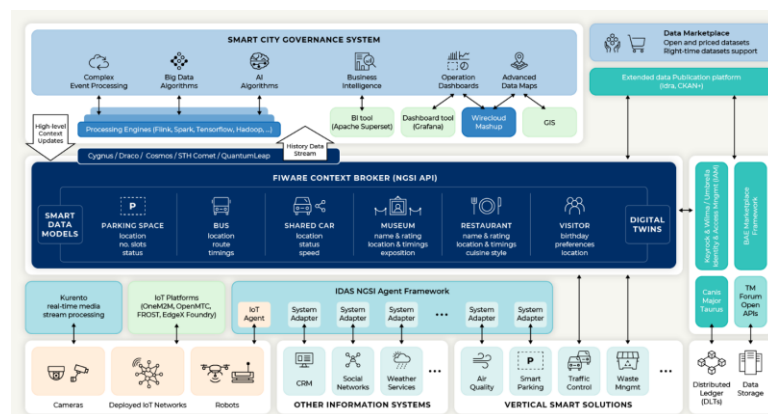 SMART CITY GOVERNANCE SYSTEM
Complex
Event Processing
Big Data
Algorithms
AI
Algorithms
Business
Intelligence
Operation
Dashboards
Advanced
Data Maps
Data Marketplace
Open and priced datasets
Right-time datasets support
Extended data Publication platform
(Idra, CKAN+)
High-level
Context
Updates
Processing Engines (Flink, Spark, Tensorflow, Hadoop, ...)
BI tool
(Apache Superset)
Dashboard tool
(Grafana)
Wirecloud
Mashup
GIS
History Data
Stream
Cygnus / Draco / Cosmos / STH Comet / QuantumLeap
FIWARE CONTEXT BROKER (NGSI API)
SMART
DATA
MODELS
PARKING SPACE
location
no. slots
status
BUS
location
route
timings
SHARED CAR
location
status
speed
MUSEUM
name & rating
location & timings
exposition
RESTAURANT
name & rating
location & timings
cuisine style
VISITOR
birthday
preferences
location
DIGITAL
TWINS
Keyrock & Wilma / Umbrella
Identity & Access Mngmt (IAM)
BAE Marketplace
Framework
Kurento
real-time media
stream processing
IoT Platforms
(OneM2M, OpenMTC,
FROST, EdgeX Foundry)
IDAS NGSI Agent Framework
IoT
Agent
System
Adapter
System
Adapter
System
Adapter
...
System
Adapter
System
Adapter
Canis
Major
Taurus
TM
Forum
Open
APIs
Cameras
Deployed IoT Networks
Robots
CRM
Social
Networks
Weather
Services
...
OTHER INFORMATION SYSTEMS
Air
Quality
P
Smart
Parking
Traffic
Control
Waste
Mngmt
...
VERTICAL SMART SOLUTIONS
Distributed
Ledger
(DLTs)
Data
Storage